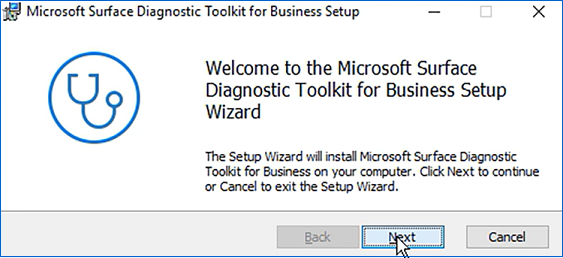 Microsoft Surface Diagnostic Toolkit for Business Setup
Welcome to the Microsoft Surface
Diagnostic Toolkit for Business Setup
Wizard
The Setup Wizard will install Microsoft Surface Diagnostic
Toolkit for Business on your computer. Click Next to continue
or Cancel to exit the Setup Wizard.
Back Next Cancel